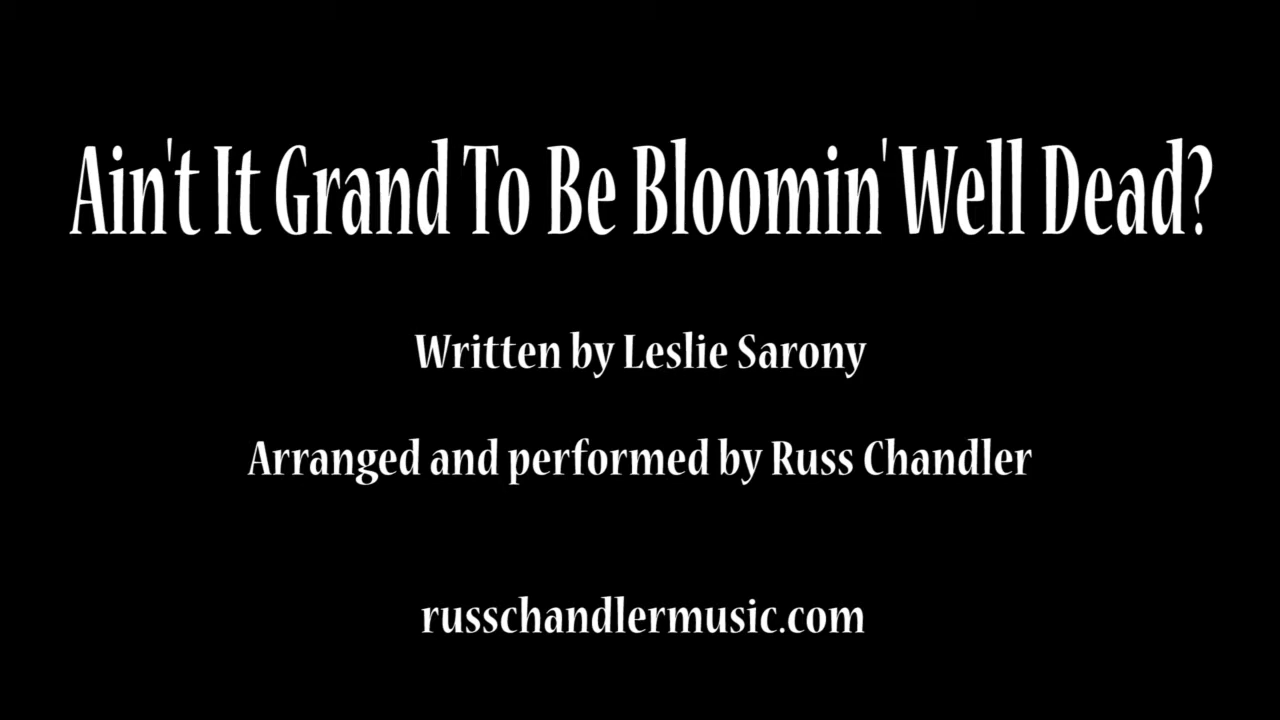 Ain't It Grand To Be Bloomin' Well Dead?
Written by Leslie Sarony
Arranged and performed by Russ Chandler
russchandlermusic.com